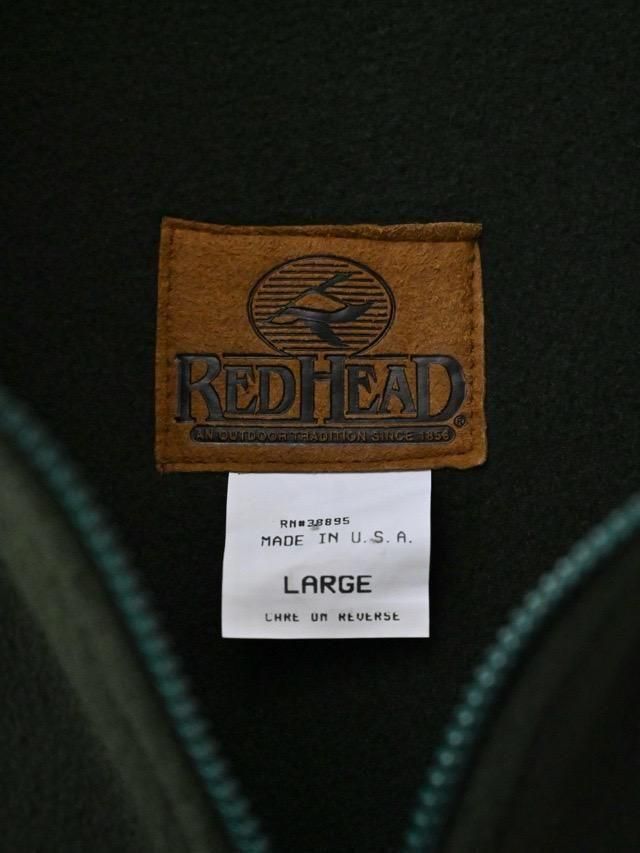 REDHEAD®
AN OUTDOOR TRADITION SINCE 1856
RN#38895
MADE IN U.S.A.
LARGE
CARE ON REVERSE